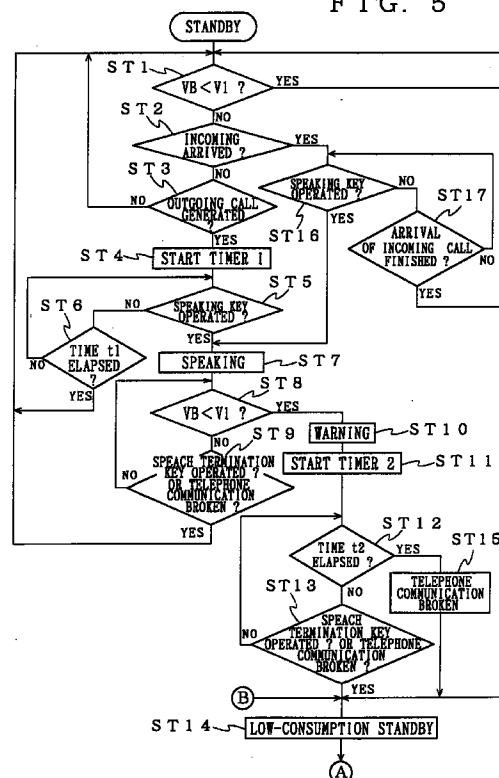 FIG. 5
STANDBY
ST1
VB<V1 ?
YES
NO
ST2
INCOMING
ARRIVED ?
YES
NO
ST3
OUTGOING CALL
GENERATED
?
NO
YES
SPEAKING KEY
OPERATED ?
NO
ST16
YES
ST17
ARRIVAL
OF INCOMING CALL
FINISHED ?
NO
YES
ST4
START TIMER 1
ST5
SPEAKING KEY
OPERATED ?
NO
YES
ST6
TIME t1
ELAPSED
?
NO
YES
SPEAKING
ST7
ST8
VB<V1 ?
YES
NO
ST9
SPEACH TERMINATION
KEY OPERATED ?
OR TELEPHONE
COMMUNICATION
BROKEN ?
NO
YES
WARNING
ST10
START TIMER 2
ST11
ST12
TIME t2
ELAPSED ?
YES
NO
ST15
TELEPHONE
COMMUNICATION
BROKEN
ST13
SPEACH
TERMINATION KEY
OPERATED ? OR TELEPHONE
COMMUNICATION
BROKEN ?
NO
YES
B
ST14
LOW-CONSUMPTION STANDBY
A